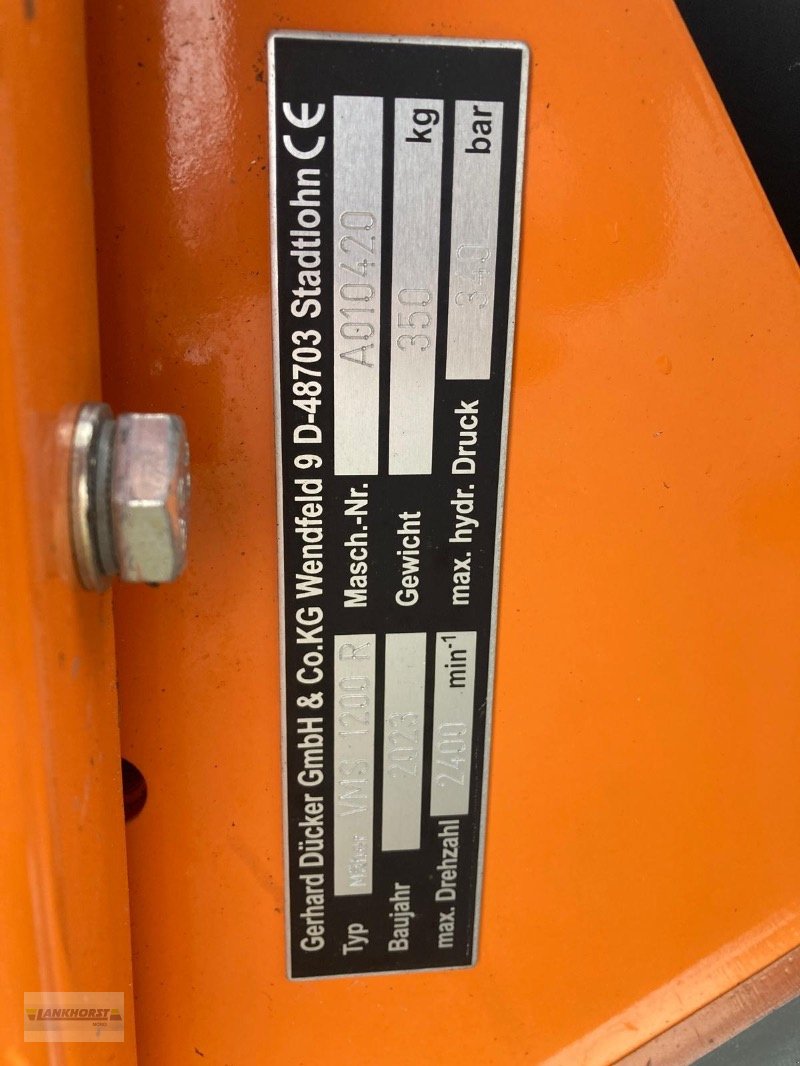 Gerhard Dücker GmbH & Co.KG Wendfeld 9 D-48703 Stadtlohn CE
Typ VMS 1200 R Masch.-Nr. A010420
Baujahr 2023 Gewicht 350 kg
max. Drehzahl 2400 min-1 max. hydr. Druck 340 bar
LANKHORST